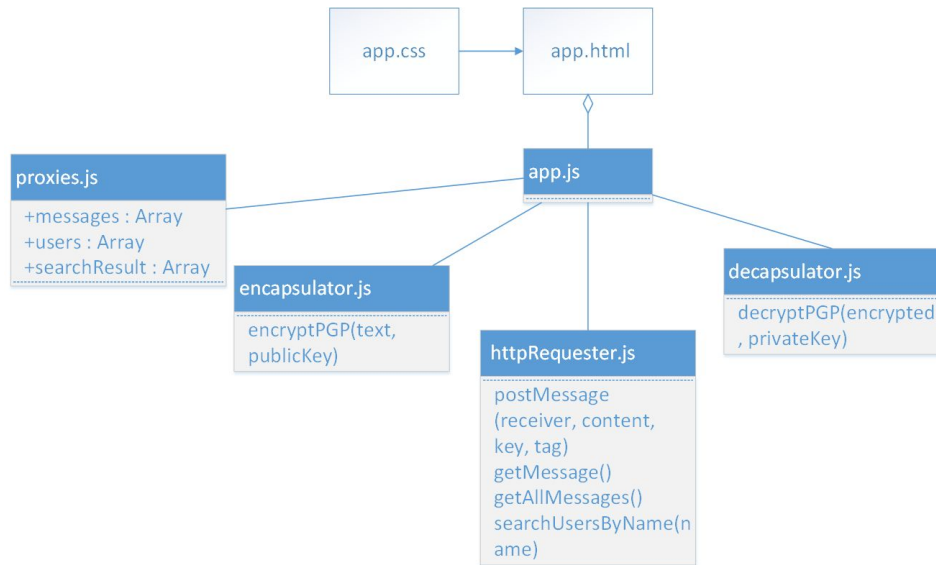 app.css
app.html
proxies.js
+messages : Array
+users : Array
+searchResult : Array
app.js
encapsulator.js
encryptPGP(text,
publicKey)
httpRequester.js
postMessage
(receiver, content,
key, tag)
getMessage()
getAllMessages()
searchUsersByName(n
ame)
decapsulator.js
decryptPGP(encrypted
, privateKey)